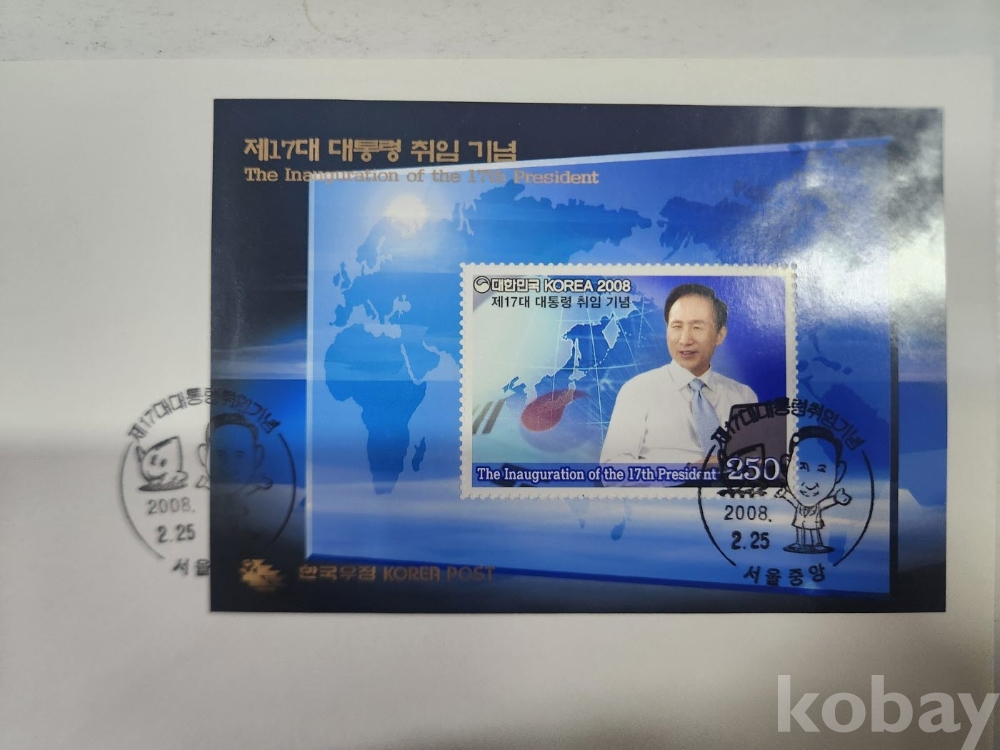 제17대 대통령 취임 기념
The Inauguration of the 17th President
대한민국 KOREA 2008
제17대 대통령 취임 기념
The Inauguration of the 17th President 250
제17대대통령취임기념
2008.
2.25
서울
제17대대통령취임기념
2008.
2.25
서울중앙
한국우정 KOREA POST
kobay